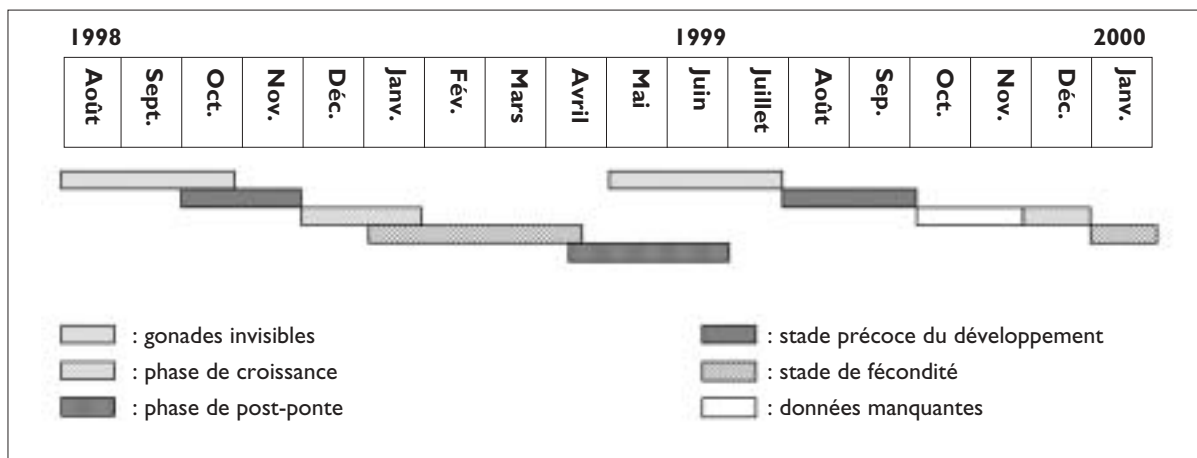 1998 1999 2000
Août Sept. Oct. Nov. Déc. Janv. Fév. Mars Avril Mai Juin Juillet Août Sep. Oct. Nov. Déc. Janv.
: gonades invisibles : stade précoce du développement
: phase de croissance : stade de fécondité
: phase de post-ponte : données manquantes